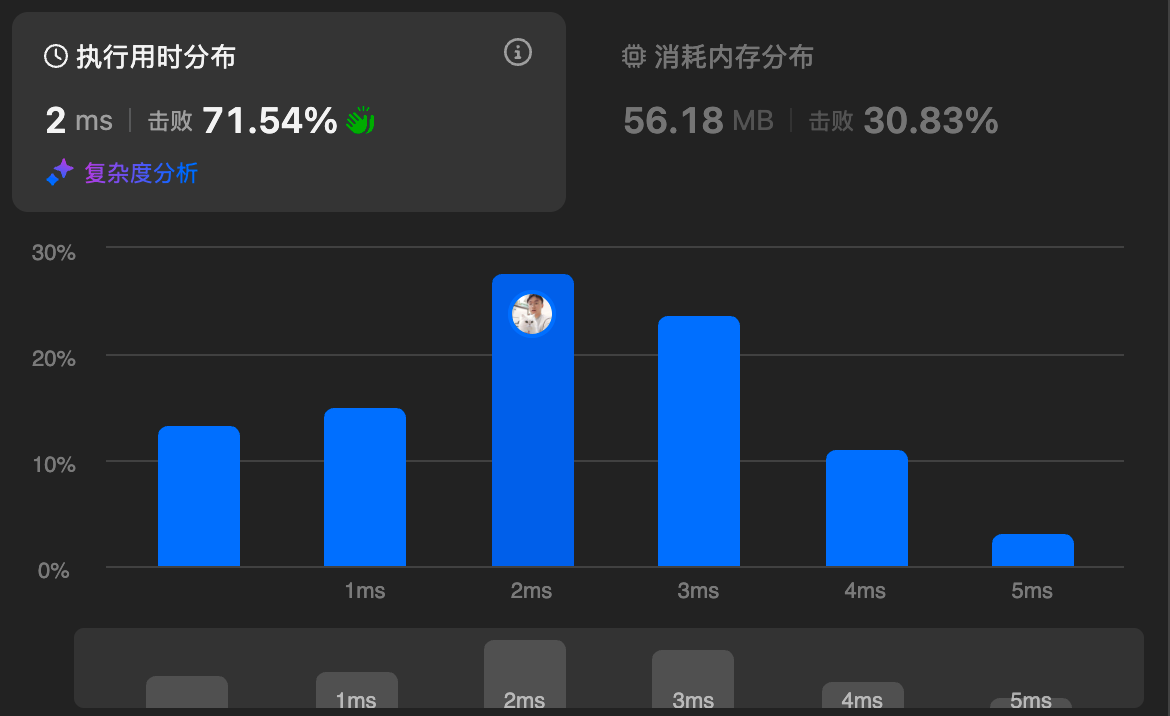 执行用时分布
2 ms | 击败 71.54%
复杂度分析
消耗内存分布
56.18 MB | 击败 30.83%
30%
20%
10%
0%
1ms 2ms 3ms 4ms 5ms
1ms 2ms 3ms 4ms 5ms